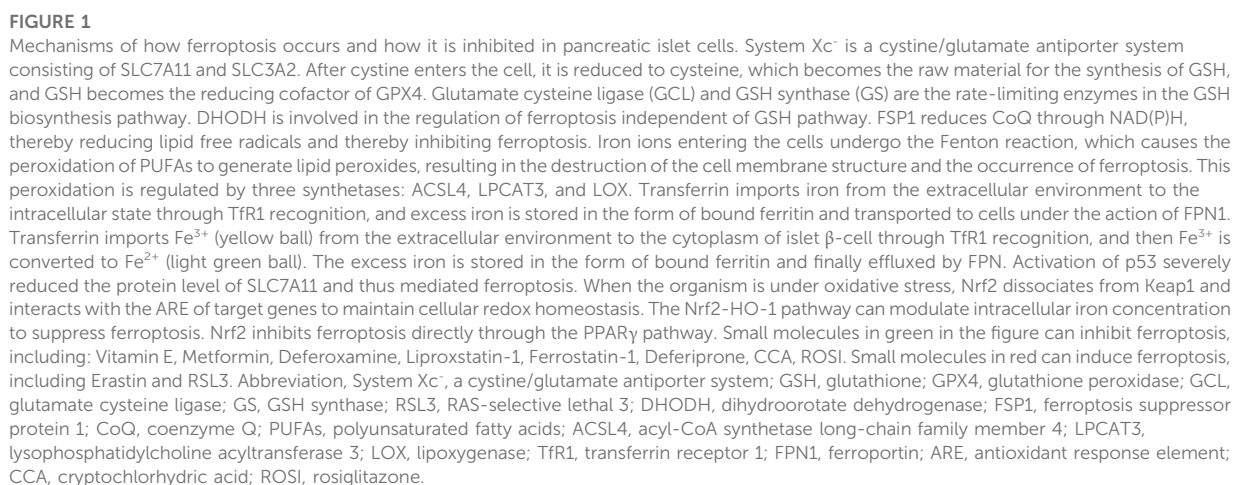 FIGURE 1
Mechanisms of how ferroptosis occurs and how it is inhibited in pancreatic islet cells. System Xc⁻ is a cystine/glutamate antiporter system
consisting of SLC7A11 and SLC3A2. After cystine enters the cell, it is reduced to cysteine, which becomes the raw material for the synthesis of GSH,
and GSH becomes the reducing cofactor of GPX4. Glutamate cysteine ligase (GCL) and GSH synthase (GS) are the rate-limiting enzymes in the GSH
biosynthesis pathway. DHODH is involved in the regulation of ferroptosis independent of GSH pathway. FSP1 reduces CoQ through NAD(P)H,
thereby reducing lipid free radicals and thereby inhibiting ferroptosis. Iron ions entering the cells undergo the Fenton reaction, which causes the
peroxidation of PUFAs to generate lipid peroxides, resulting in the destruction of the cell membrane structure and the occurrence of ferroptosis. This
peroxidation is regulated by three synthetases: ACSL4, LPCAT3, and LOX. Transferrin imports iron from the extracellular environment to the
intracellular state through TfR1 recognition, and excess iron is stored in the form of bound ferritin and transported to cells under the action of FPN1.
Transferrin imports Fe³⁺ (yellow ball) from the extracellular environment to the cytoplasm of islet β-cell through TfR1 recognition, and then Fe³⁺ is
converted to Fe²⁺ (light green ball). The excess iron is stored in the form of bound ferritin and finally effluxed by FPN. Activation of p53 severely
reduced the protein level of SLC7A11 and thus mediated ferroptosis. When the organism is under oxidative stress, Nrf2 dissociates from Keap1 and
interacts with the ARE of target genes to maintain cellular redox homeostasis. The Nrf2-HO-1 pathway can modulate intracellular iron concentration
to suppress ferroptosis. Nrf2 inhibits ferroptosis directly through the PPARγ pathway. Small molecules in green in the figure can inhibit ferroptosis,
including: Vitamin E, Metformin, Deferoxamine, Liproxstatin-1, Ferrostatin-1, Deferiprone, CCA, ROSI. Small molecules in red can induce ferroptosis,
including Erastin and RSL3. Abbreviation, System Xc⁻, a cystine/glutamate antiporter system; GSH, glutathione; GPX4, glutathione peroxidase; GCL,
glutamate cysteine ligase; GS, GSH synthase; RSL3, RAS-selective lethal 3; DHODH, dihydroorotate dehydrogenase; FSP1, ferroptosis suppressor
protein 1; CoQ, coenzyme Q; PUFAs, polyunsaturated fatty acids; ACSL4, acyl-CoA synthetase long-chain family member 4; LPCAT3,
lysophosphatidylcholine acyltransferase 3; LOX, lipoxygenase; TfR1, transferrin receptor 1; FPN1, ferroportin; ARE, antioxidant response element;
CCA, cryptochlorhydric acid; ROSI, rosiglitazone.